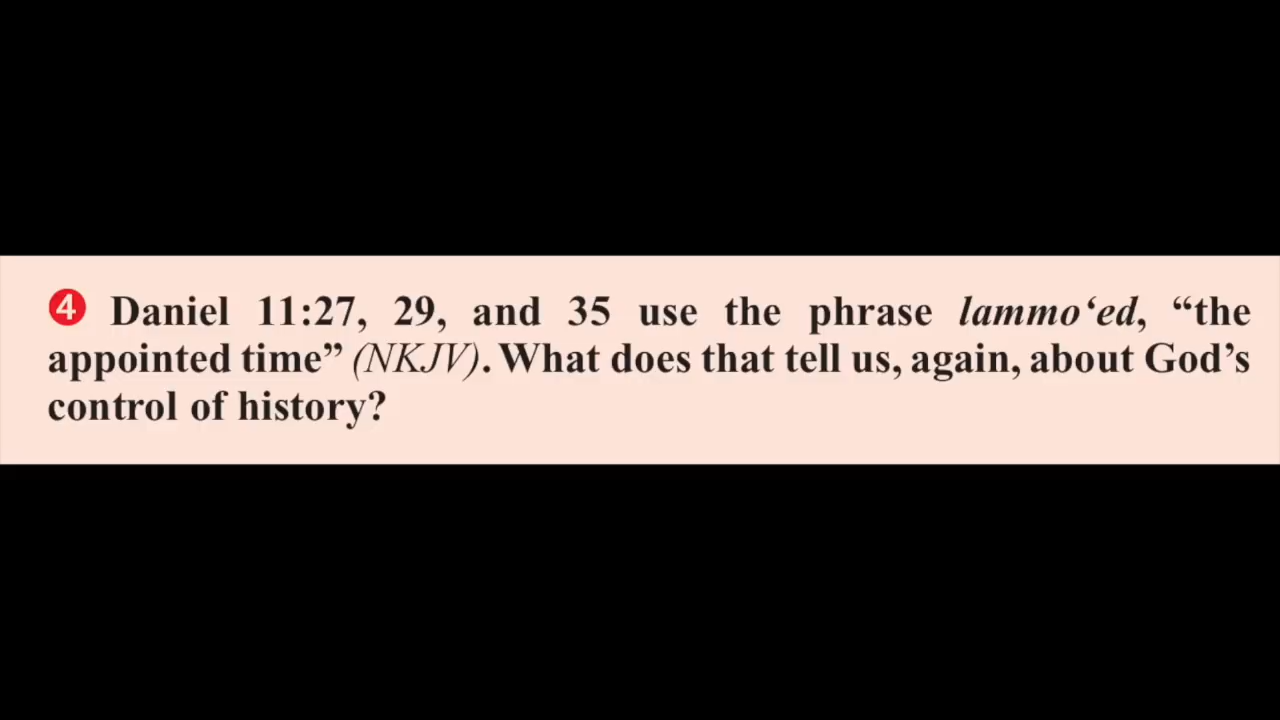 4 Daniel 11:27, 29, and 35 use the phrase lammo‘ed, “the
appointed time” (NKJV). What does that tell us, again, about God’s
control of history?